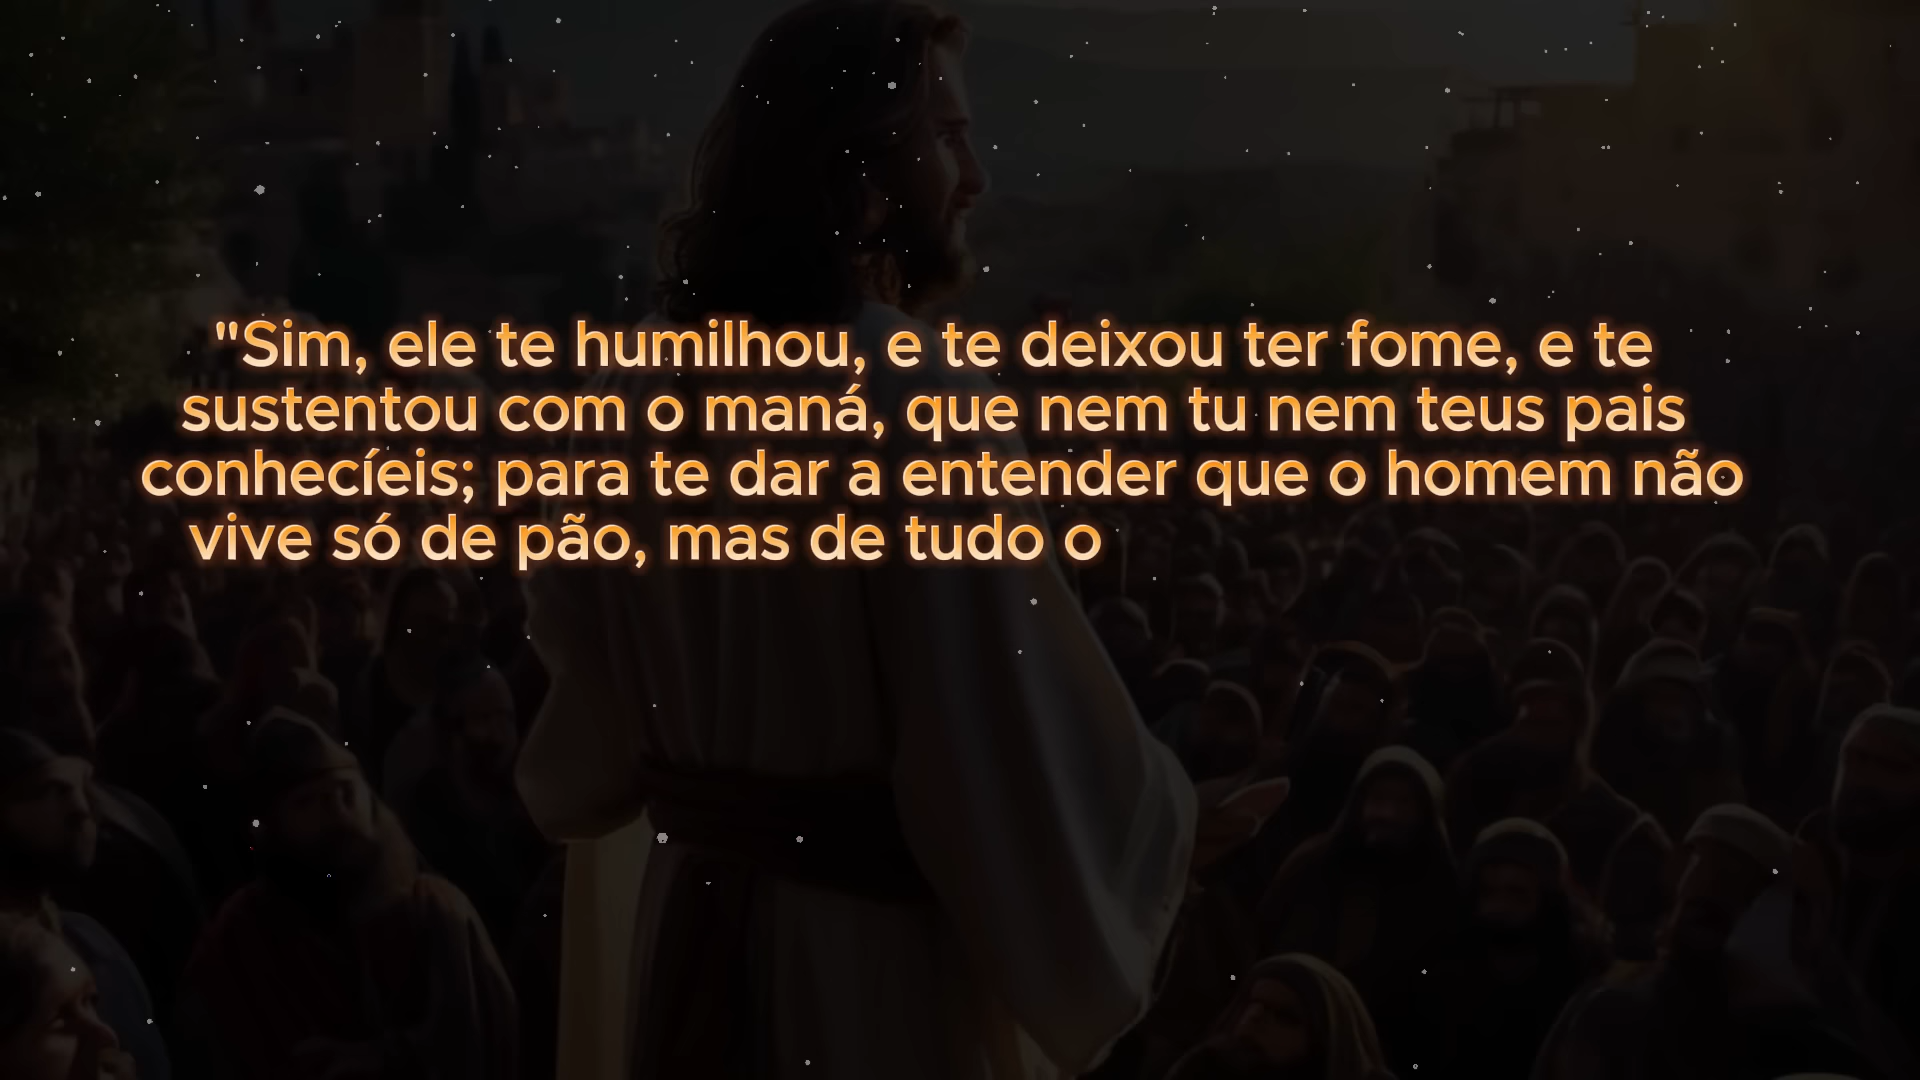 "Sim, ele te humilhou, e te deixou ter fome, e te
sustentou com o maná, que nem tu nem teus pais
conhecíeis; para te dar a entender que o homem não
vive só de pão, mas de tudo o